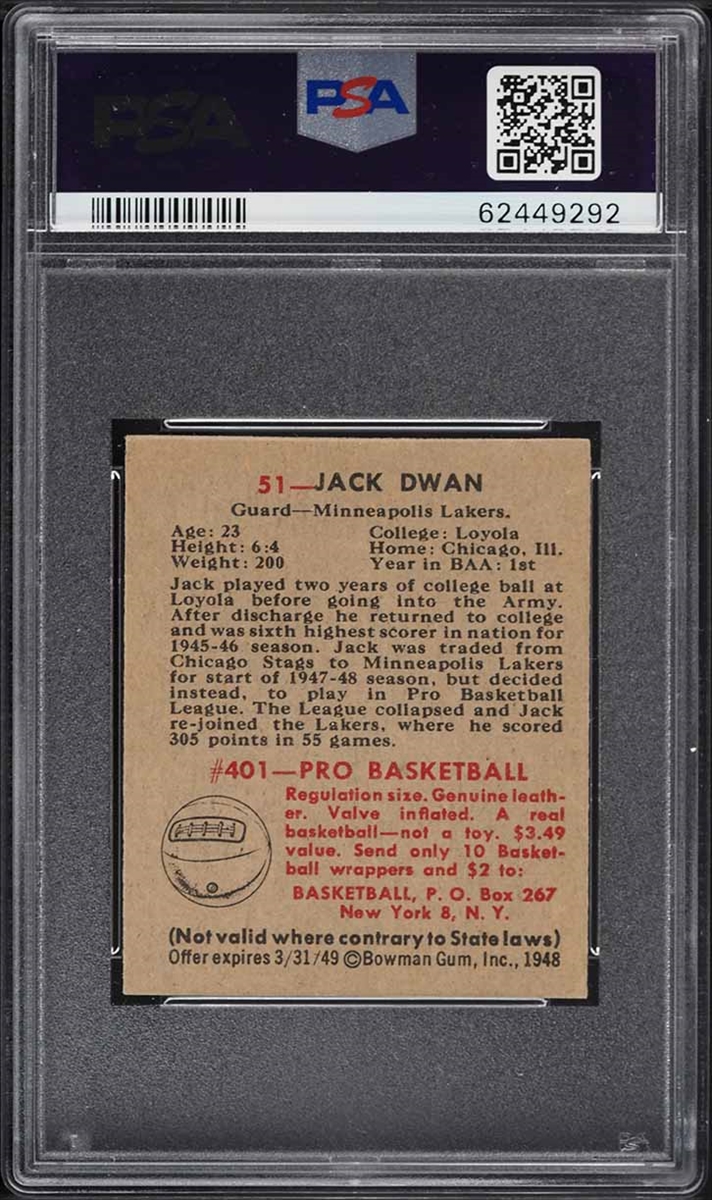 PSA
PSA
62449292
51—JACK DWAN
Guard—Minneapolis Lakers.
Age: 23 College: Loyola
Height: 6:4 Home: Chicago, Ill.
Weight: 200 Year in BAA: 1st
Jack played two years of college ball at
Loyola before going into the Army.
After discharge he returned to college
and was sixth highest scorer in nation for
1945-46 season. Jack was traded from
Chicago Stags to Minneapolis Lakers
for start of 1947-48 season, but decided
instead, to play in Pro Basketball
League. The League collapsed and Jack
re-joined the Lakers, where he scored
305 points in 55 games.
#401—PRO BASKETBALL
Regulation size. Genuine leath-
er. Valve inflated. A real
basketball—not a toy. $3.49
value. Send only 10 Basket-
ball wrappers and $2 to:
BASKETBALL, P. O. Box 267
New York 8, N. Y.
(Not valid where contrary to State laws)
Offer expires 3/31/49 ©Bowman Gum, Inc., 1948